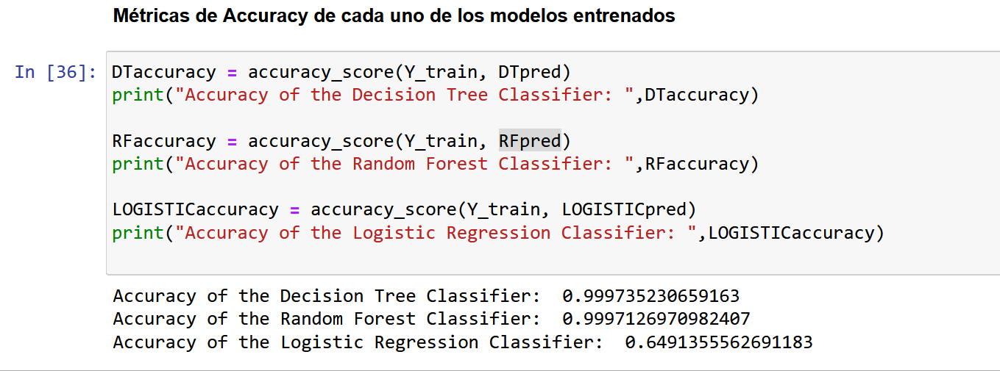 Métricas de Accuracy de cada uno de los modelos entrenados
In [36]:
DTaccuracy = accuracy_score(Y_train, DTpred)
print("Accuracy of the Decision Tree Classifier: ",DTaccuracy)
RFaccuracy = accuracy_score(Y_train, RFpred)
print("Accuracy of the Random Forest Classifier: ",RFaccuracy)
LOGISTICaccuracy = accuracy_score(Y_train, LOGISTICpred)
print("Accuracy of the Logistic Regression Classifier: ",LOGISTICaccuracy)
Accuracy of the Decision Tree Classifier:  0.999735230659163
Accuracy of the Random Forest Classifier:  0.9997126970982407
Accuracy of the Logistic Regression Classifier:  0.6491355562691183